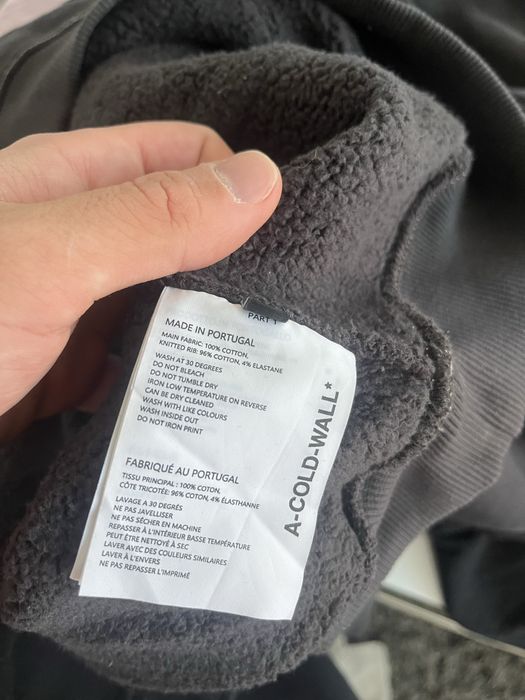 PART 1
MADE IN PORTUGAL
MAIN FABRIC: 100% COTTON,
KNITTED RIB: 96% COTTON, 4% ELASTANE
WASH AT 30 DEGREES
DO NOT BLEACH
DO NOT TUMBLE DRY
IRON LOW TEMPERATURE ON REVERSE
CAN BE DRY CLEANED
WASH WITH LIKE COLOURS
WASH INSIDE OUT
DO NOT IRON PRINT
FABRIQUÉ AU PORTUGAL
TISSU PRINCIPAL : 100% COTON,
CÔTE TRICOTÉE: 96% COTON, 4% ÉLASTHANNE
LAVAGE A 30 DEGRÉS
NE PAS JAVELLISER
NE PAS SÉCHER EN MACHINE
REPASSER À L'INTÉRIEUR BASSE TEMPÉRATURE
PEUT ÊTRE NETTOYÉ À SEC
LAVER AVEC DES COULEURS SIMILAIRES
LAVER À L'ENVERS
NE PAS REPASSER L'IMPRIMÉ
A-COLD-WALL*